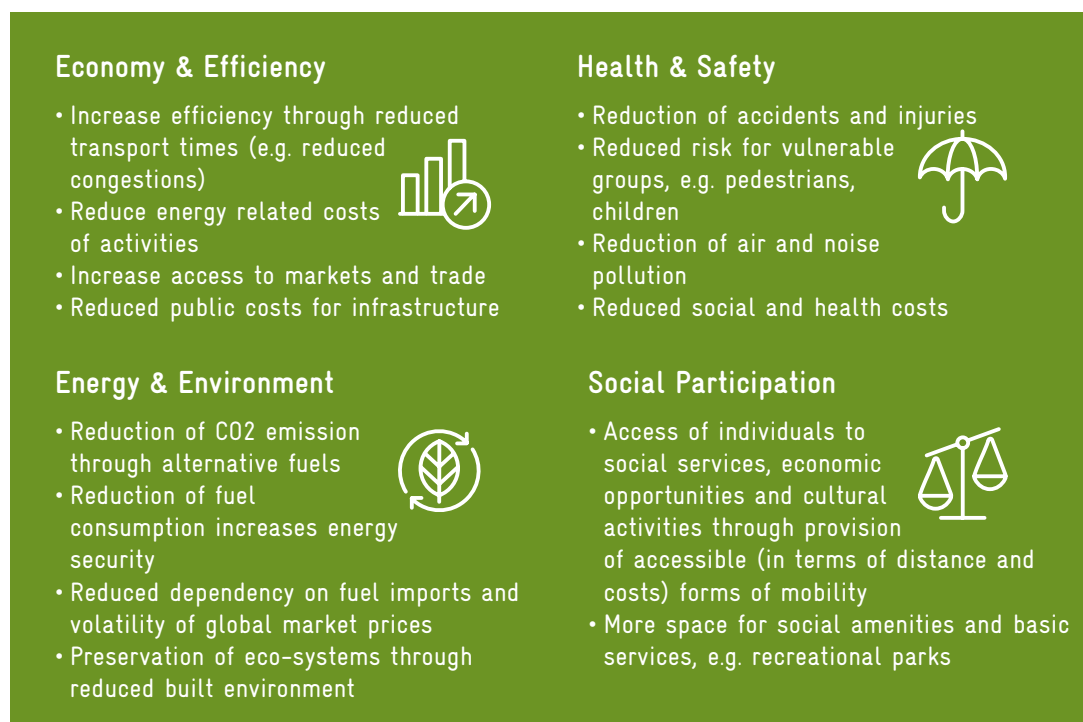 Economy & Efficiency
• Increase efficiency through reduced
transport times (e.g. reduced
congestions)
• Reduce energy related costs
of activities
• Increase access to markets and trade
• Reduced public costs for infrastructure
Health & Safety
• Reduction of accidents and injuries
• Reduced risk for vulnerable
groups, e.g. pedestrians,
children
• Reduction of air and noise
pollution
• Reduced social and health costs
Energy & Environment
• Reduction of CO2 emission
through alternative fuels
• Reduction of fuel
consumption increases energy
security
• Reduced dependency on fuel imports and
volatility of global market prices
• Preservation of eco-systems through
reduced built environment
Social Participation
• Access of individuals to
social services, economic
opportunities and cultural
activities through provision
of accessible (in terms of distance and
costs) forms of mobility
• More space for social amenities and basic
services, e.g. recreational parks